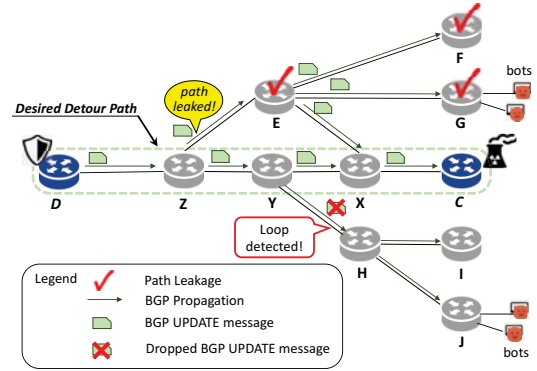 F
bots
path
leaked!
E
G
Desired Detour Path
D
Z
Y
X
C
Loop
detected!
H
I
Legend
Path Leakage
BGP Propagation
BGP UPDATE message
Dropped BGP UPDATE message
J
bots